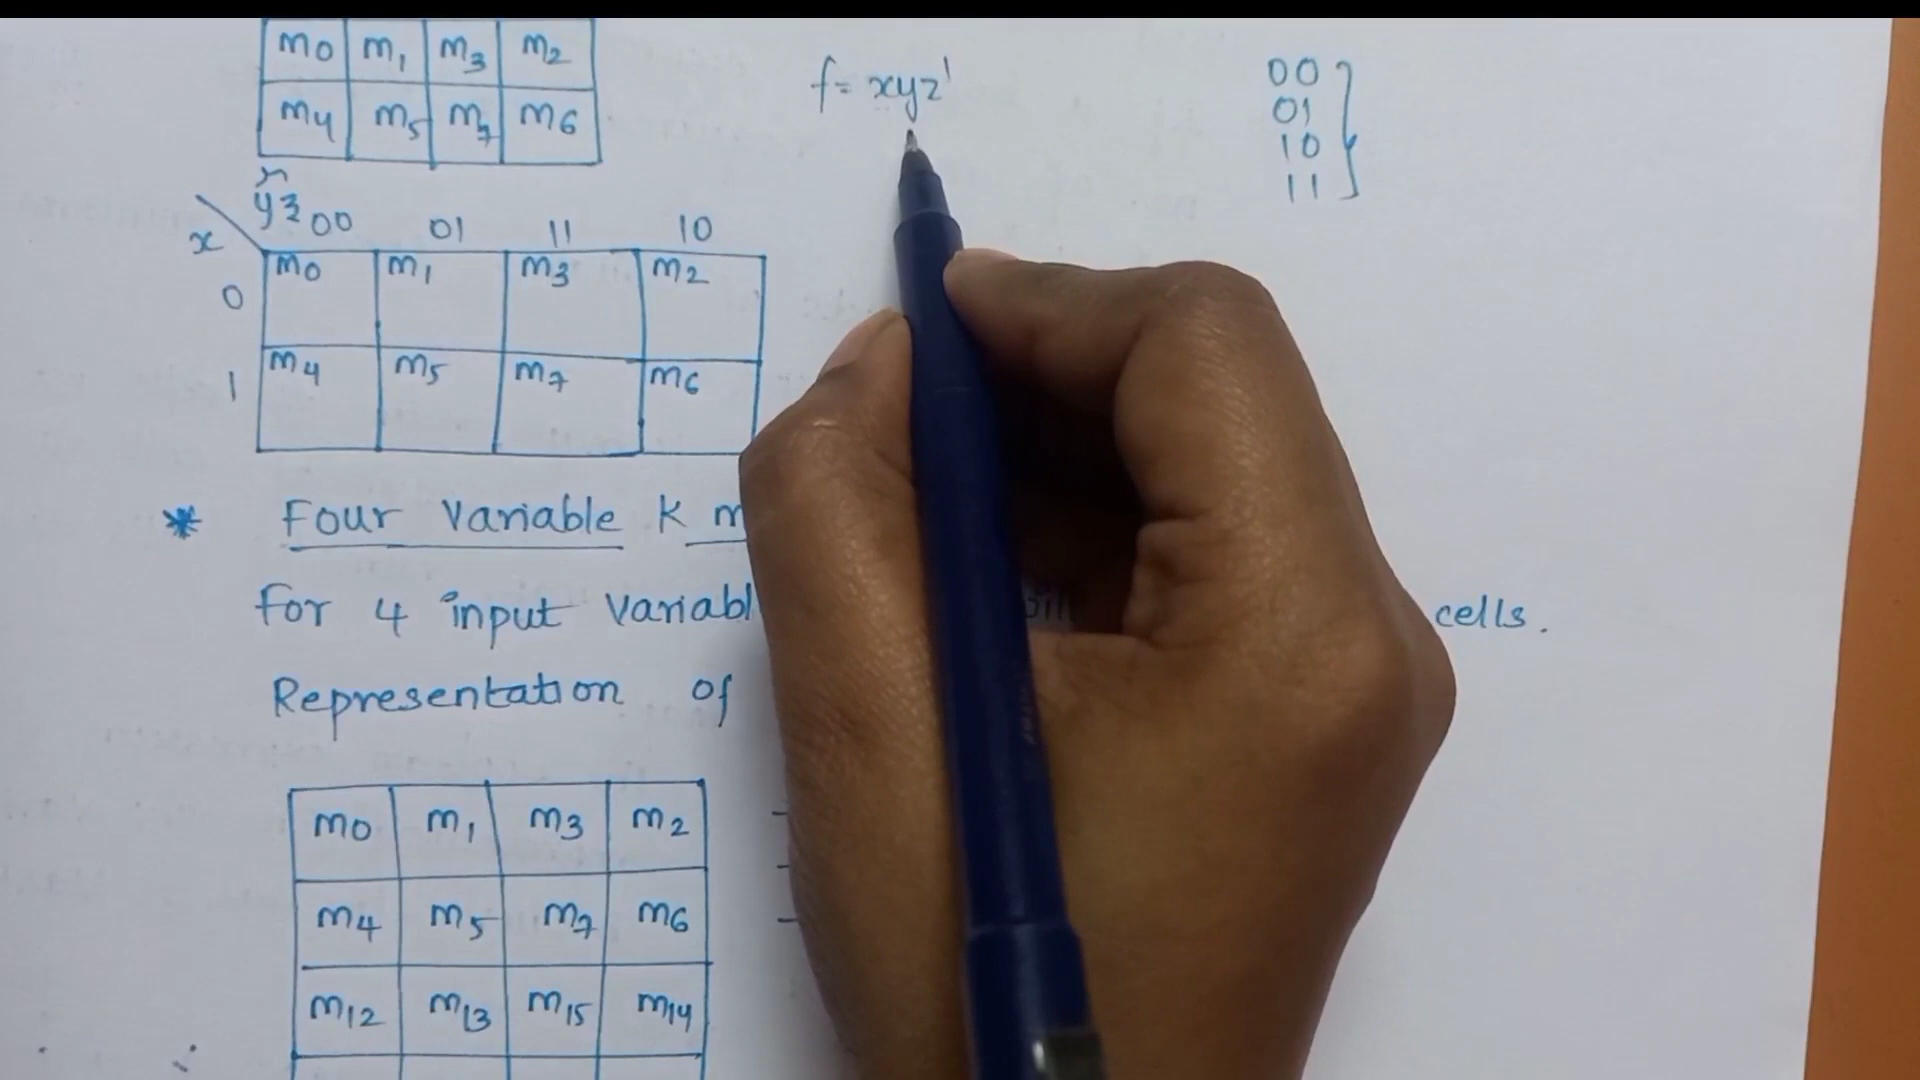 m0 m1 m3 m2
m4 m5 m7 m6
f= xyz'
00
01
10
11
yz 00 01 11 10
x
0 m0 m1 m3 m2
1 m4 m5 m7 m6
* Four Variable K
For 4 input cells.
Representation of
m0 m1 m3 m2
m4 m5 m7 m6
m12 m13 m15 m14